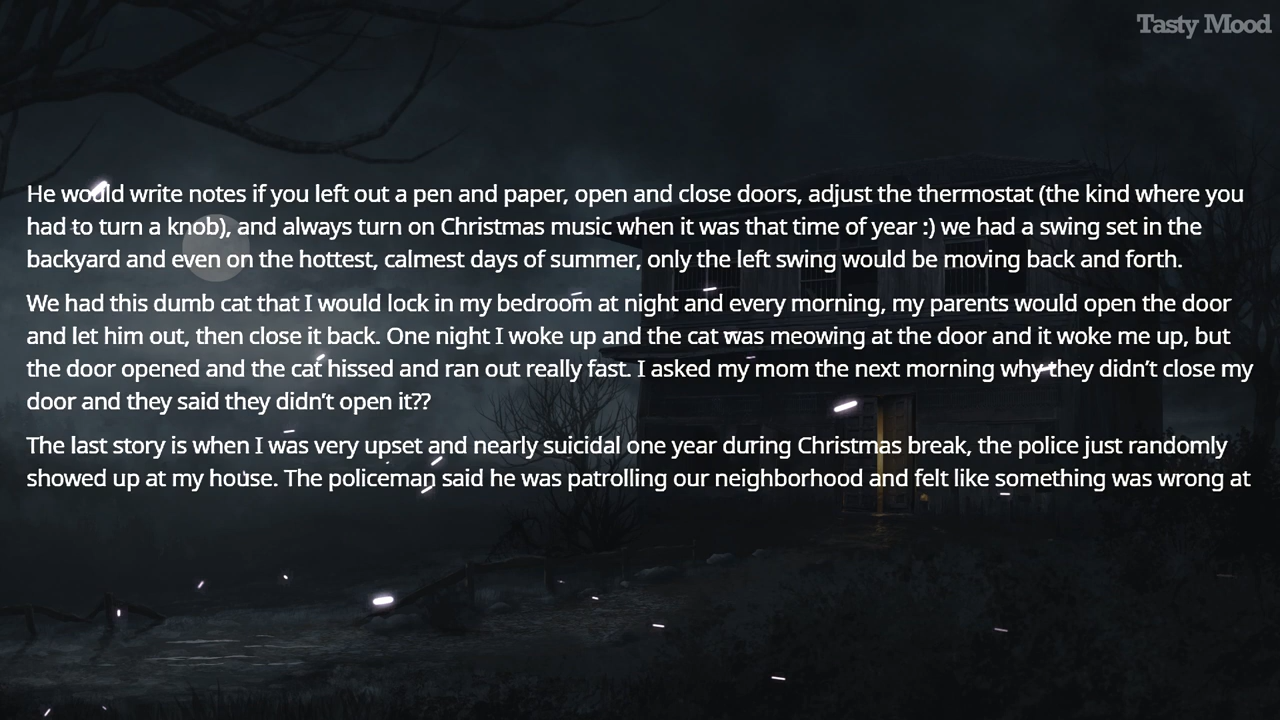 Tasty Mood
He would write notes if you left out a pen and paper, open and close doors, adjust the thermostat (the kind where you
had to turn a knob), and always turn on Christmas music when it was that time of year :) we had a swing set in the
backyard and even on the hottest, calmest days of summer, only the left swing would be moving back and forth.
We had this dumb cat that I would lock in my bedroom at night and every morning, my parents would open the door
and let him out, then close it back. One night I woke up and the cat was meowing at the door and it woke me up, but
the door opened and the cat hissed and ran out really fast. I asked my mom the next morning why they didn’t close my
door and they said they didn’t open it??
The last story is when I was very upset and nearly suicidal one year during Christmas break, the police just randomly
showed up at my house. The policeman said he was patrolling our neighborhood and felt like something was wrong at